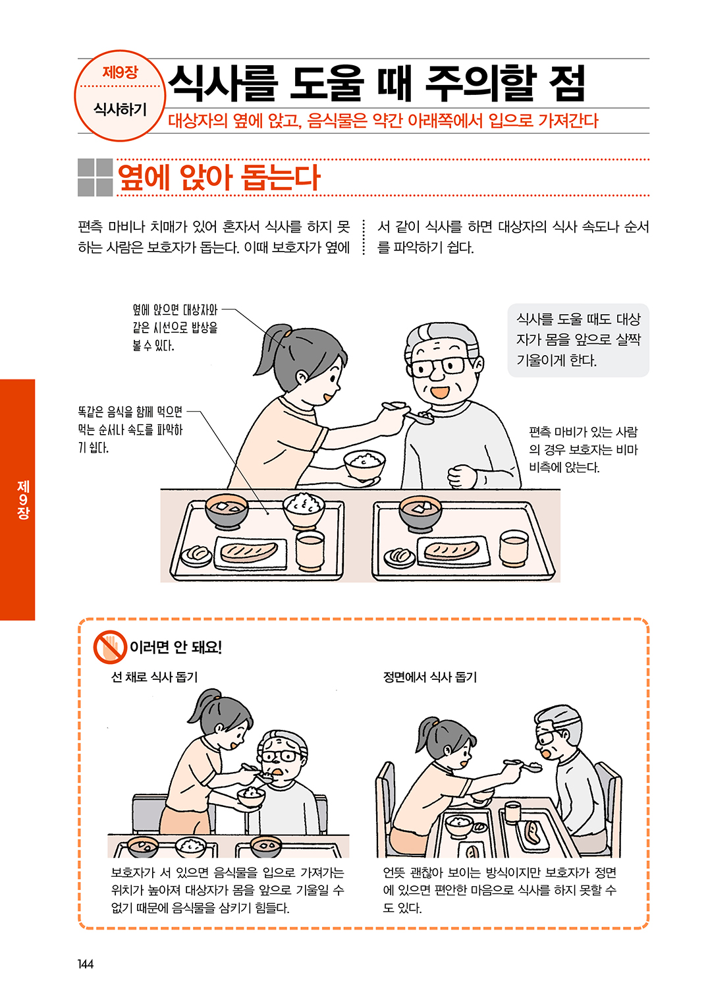 제9장
식사하기
식사를 도울 때 주의할 점
대상자의 옆에 앉고, 음식물은 약간 아래쪽에서 입으로 가져간다
옆에 앉아 돕는다
편측 마비나 치매가 있어 혼자서 식사를 하지 못
하는 사람은 보호자가 돕는다. 이때 보호자가 옆에
서 같이 식사를 하면 대상자의 식사 속도나 순서
를 파악하기 쉽다.
옆에 앉으면 대상자와
같은 시선으로 밥상을
볼 수 있다.
식사를 도울 때도 대상
자가 몸을 앞으로 살짝
기울이게 한다.
똑같은 음식을 함께 먹으면
먹는 순서나 속도를 파악하
기 쉽다.
편측 마비가 있는 사람
의 경우 보호자는 비마
비측에 앉는다.
제9장
이러면 안 돼요!
선 채로 식사 돕기
보호자가 서 있으면 음식물을 입으로 가져가는
위치가 높아져 대상자가 몸을 앞으로 기울일 수
없기 때문에 음식물을 삼키기 힘들다.
정면에서 식사 돕기
언뜻 괜찮아 보이는 방식이지만 보호자가 정면
에 있으면 편안한 마음으로 식사를 하지 못할 수
도 있다.
144